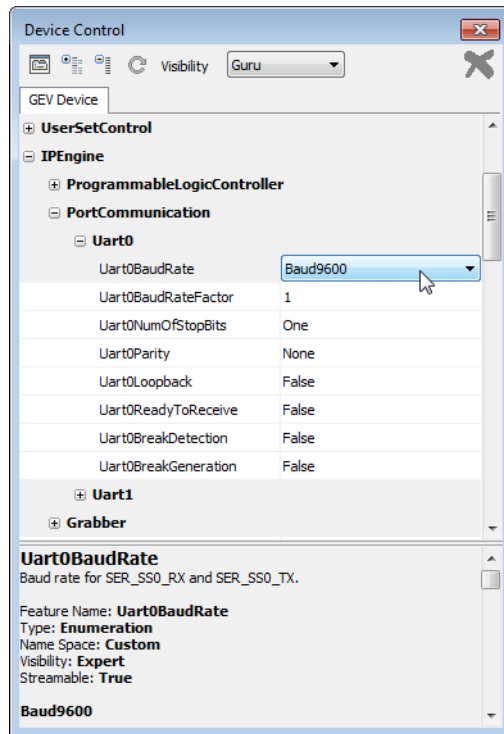 Device Control
Visibility Guru
GEV Device
UserSetControl
IPEngine
ProgrammableLogicController
PortCommunication
Uart0
Uart0BaudRate Baud9600
Uart0BaudRateFactor 1
Uart0NumOfStopBits One
Uart0Parity None
Uart0Loopback False
Uart0ReadyToReceive False
Uart0BreakDetection False
Uart0BreakGeneration False
Uart1
Grabber
Uart0BaudRate
Baud rate for SER_SS0_RX and SER_SS0_TX.
Feature Name: Uart0BaudRate
Type: Enumeration
Name Space: Custom
Visibility: Expert
Streamable: True
Baud9600